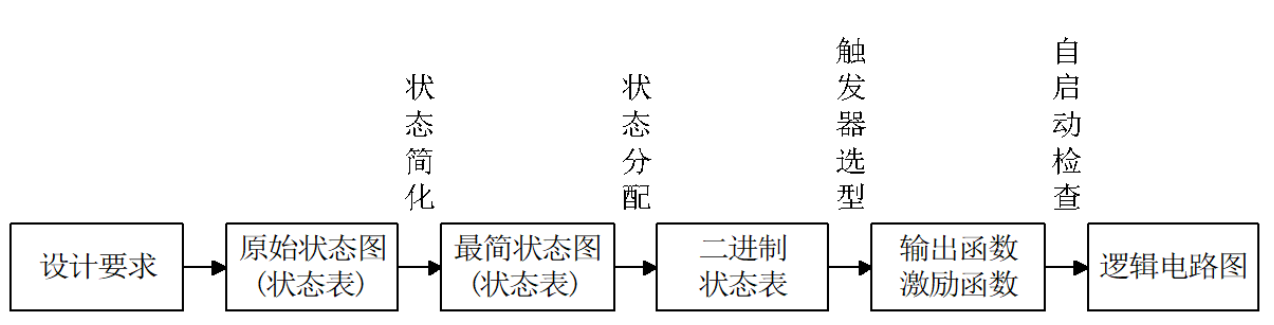 状态简化
状态分配
触发器选型
自启动检查
设计要求
原始状态图
(状态表)
最简状态图
(状态表)
二进制
状态表
输出函数
激励函数
逻辑电路图